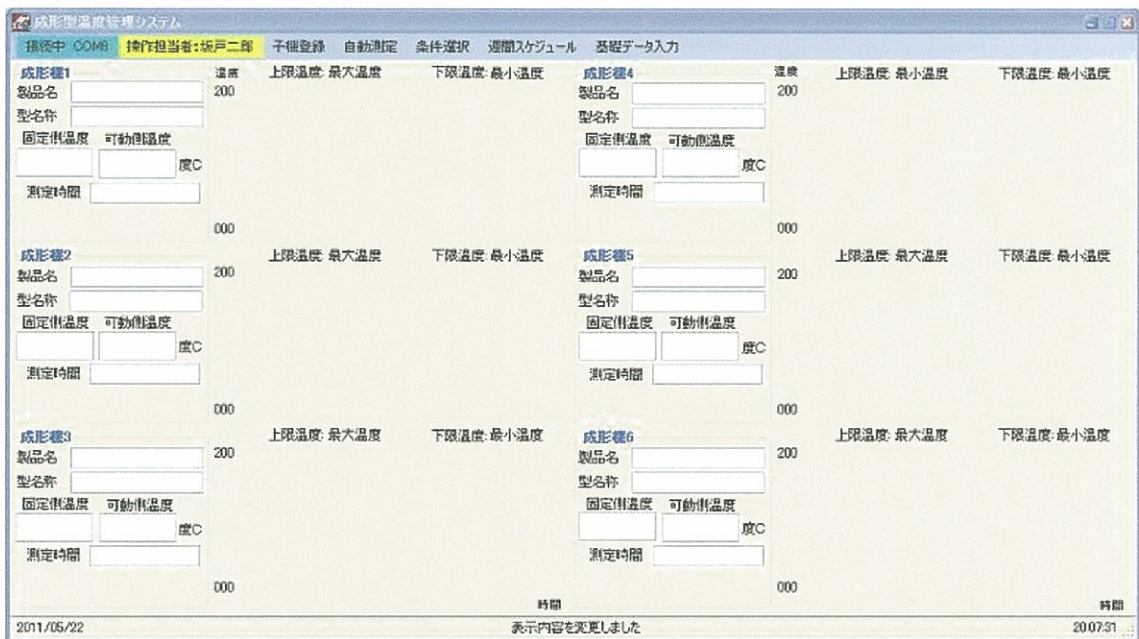 成形型温度管理システム
接続中 COM8 操作担当者:坂戸二郎 子機登録 自動測定 条件選択 週間スケジュール 基礎データ入力
成形機1 温度 上限温度:最大温度 下限温度:最小温度
製品名 200
型名称
固定側温度 可動側温度
度C
測定時間
000
成形機4 温度 上限温度:最小温度 下限温度:最小温度
製品名 200
型名称
固定側温度 可動側温度
度C
測定時間
000
成形機2 上限温度:最大温度 下限温度:最小温度
製品名 200
型名称
固定側温度 可動側温度
度C
測定時間
000
成形機5 上限温度:最大温度 下限温度:最小温度
製品名 200
型名称
固定側温度 可動側温度
度C
測定時間
000
成形機3 上限温度:最大温度 下限温度:最小温度
製品名 200
型名称
固定側温度 可動側温度
度C
測定時間
000
時間
成形機6 上限温度:最大温度 下限温度:最小温度
製品名 200
型名称
固定側温度 可動側温度
度C
測定時間
000
時間
2011/05/22 表示内容を変更しました 20:07:31